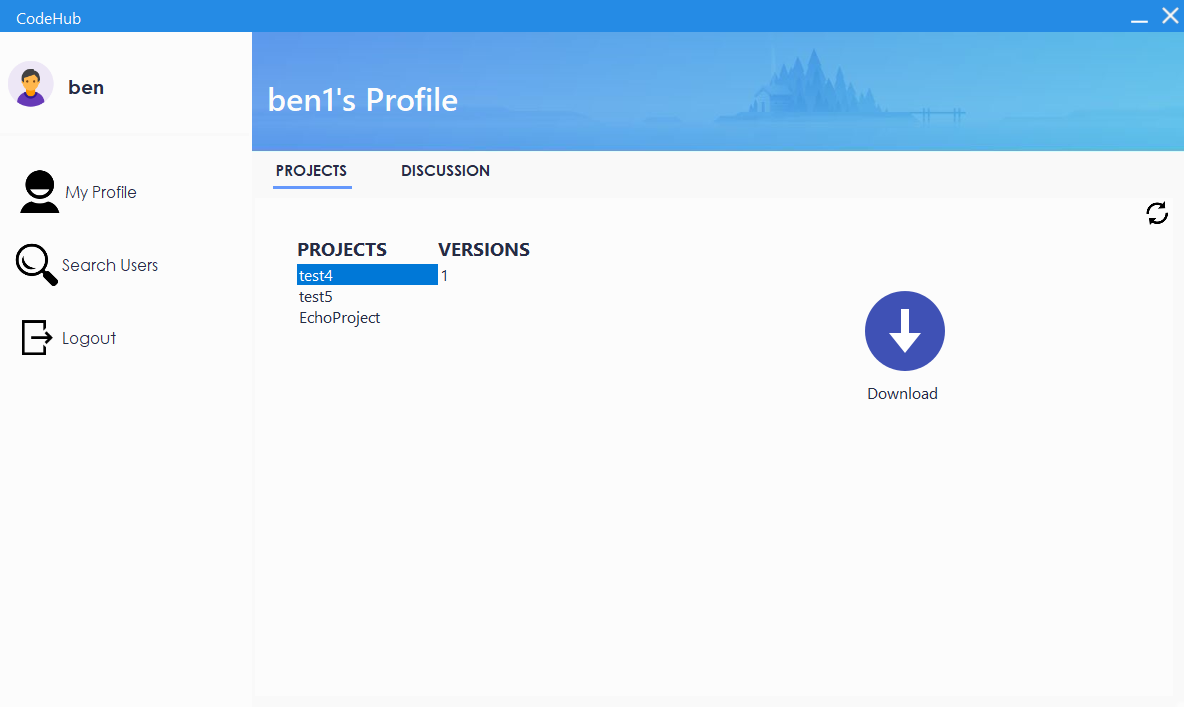 CodeHub
ben
My Profile
Search Users
Logout
ben1's Profile
PROJECTS DISCUSSION
PROJECTS VERSIONS
test4 1
test5
EchoProject
Download